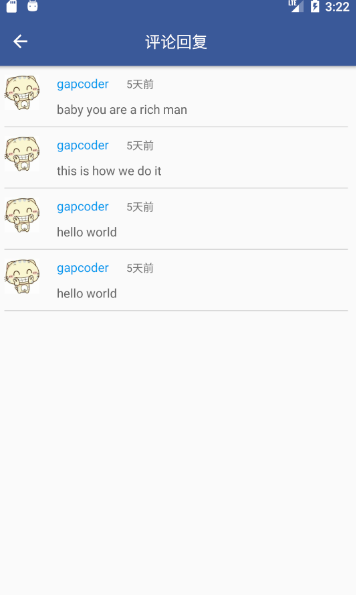 LTE
3:22
评论回复
gapcoder 5天前
baby you are a rich man
gapcoder 5天前
this is how we do it
gapcoder 5天前
hello world
gapcoder 5天前
hello world